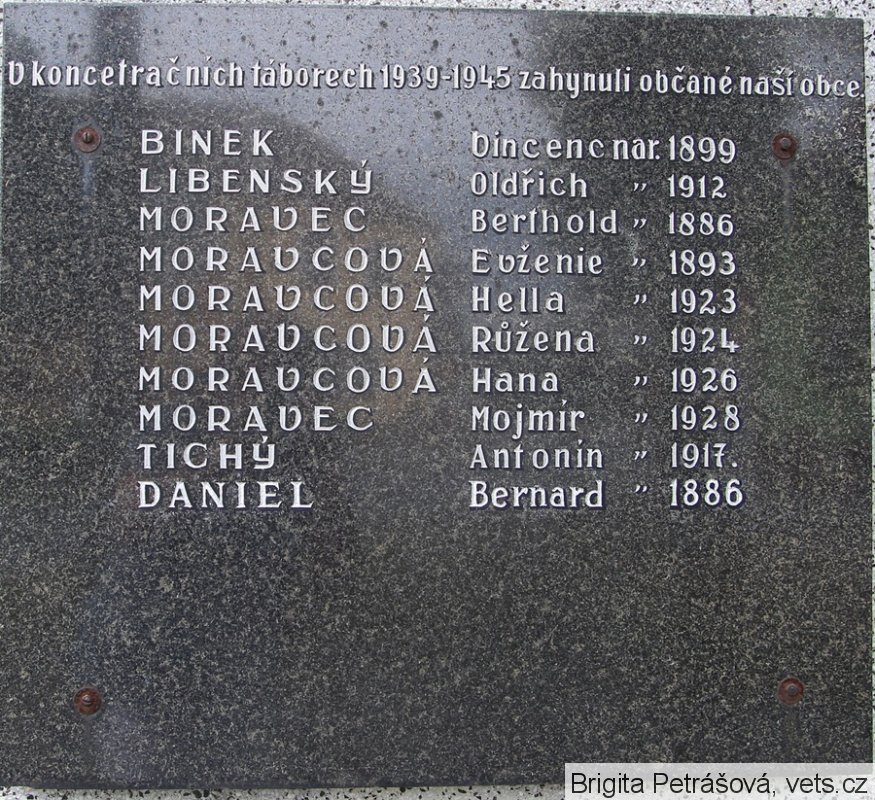 V koncetračních táborech 1939-1945 zahynuli občané naší obce.
BINEK Vincenc nar. 1899
LIBENSKÝ Oldřich " 1912
MORAVEC Berthold " 1886
MORAVCOVÁ Evženie " 1893
MORAVCOVÁ Hella " 1923
MORAVCOVÁ Růžena " 1924
MORAVCOVÁ Hana " 1926
MORAVEC Mojmír " 1928
TICHÝ Antonín " 1917.
DANIEL Bernard " 1886
Brigita Petrášová, vets.cz